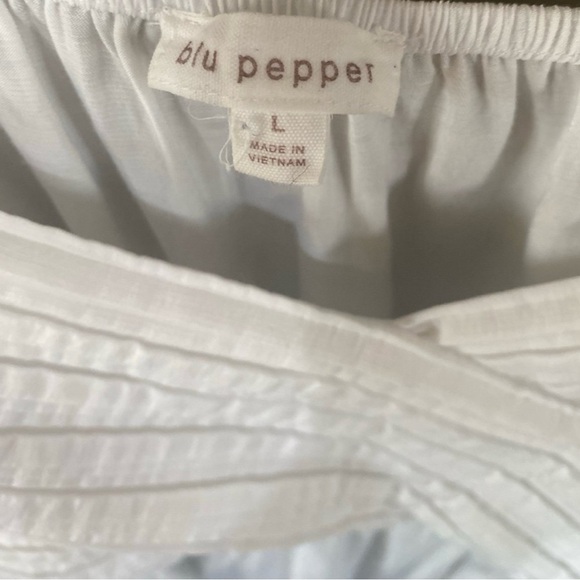 blu pepper
L
MADE IN
VIETNAM